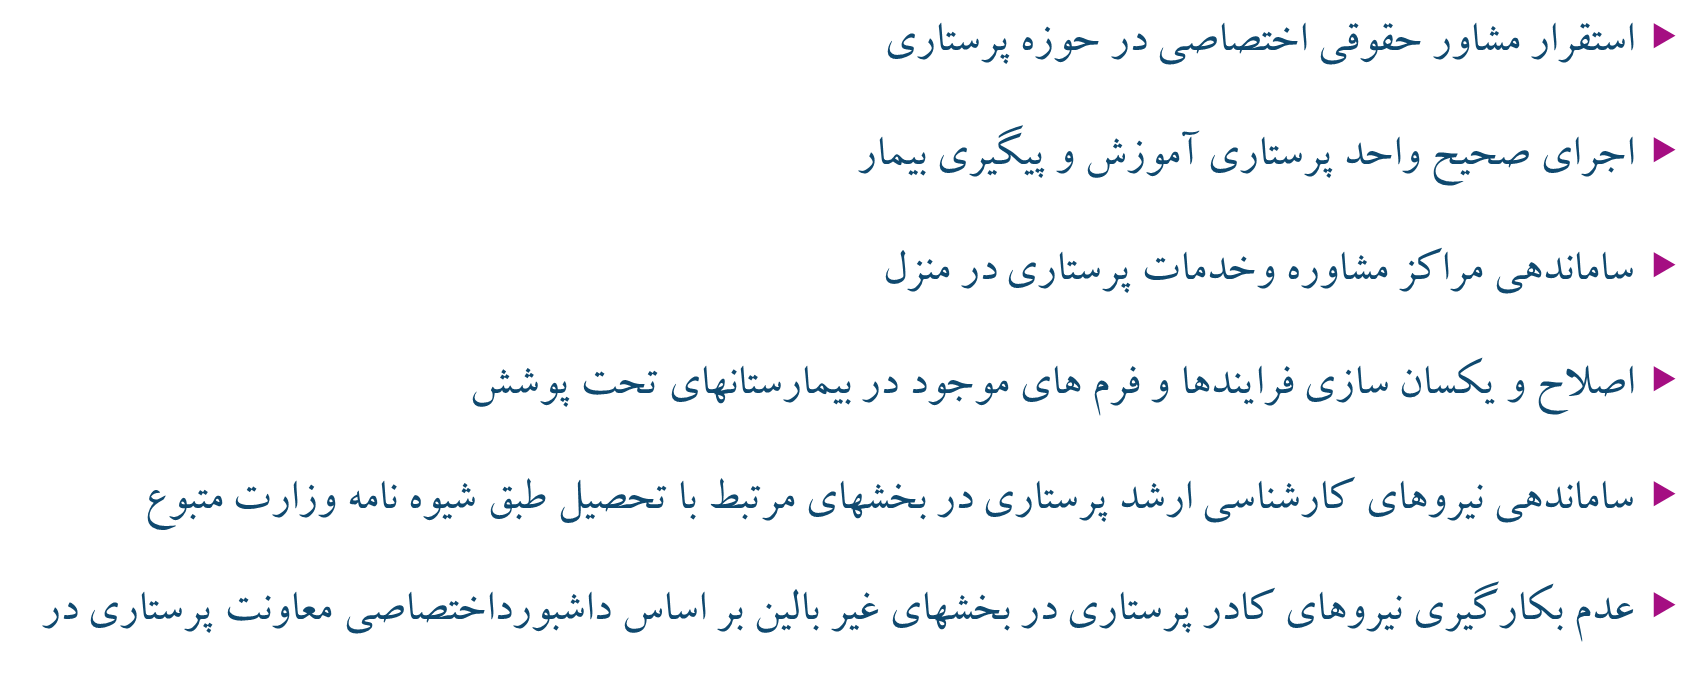 استقرار مشاور حقوقی اختصاصی در حوزه پرستاری
اجرای صحیح واحد پرستاری آموزش و پیگیری بیمار
ساماندهی مراکز مشاوره وخدمات پرستاری در منزل
اصلاح و یکسان سازی فرایندها و فرم های موجود در بیمارستانهای تحت پوشش
ساماندهی نیروهای کارشناسی ارشد پرستاری در بخشهای مرتبط با تحصیل طبق شیوه نامه وزارت متبوع
عدم بکارگیری نیروهای کادر پرستاری در بخشهای غیر بالین بر اساس داشبورداختصاصی معاونت پرستاری در